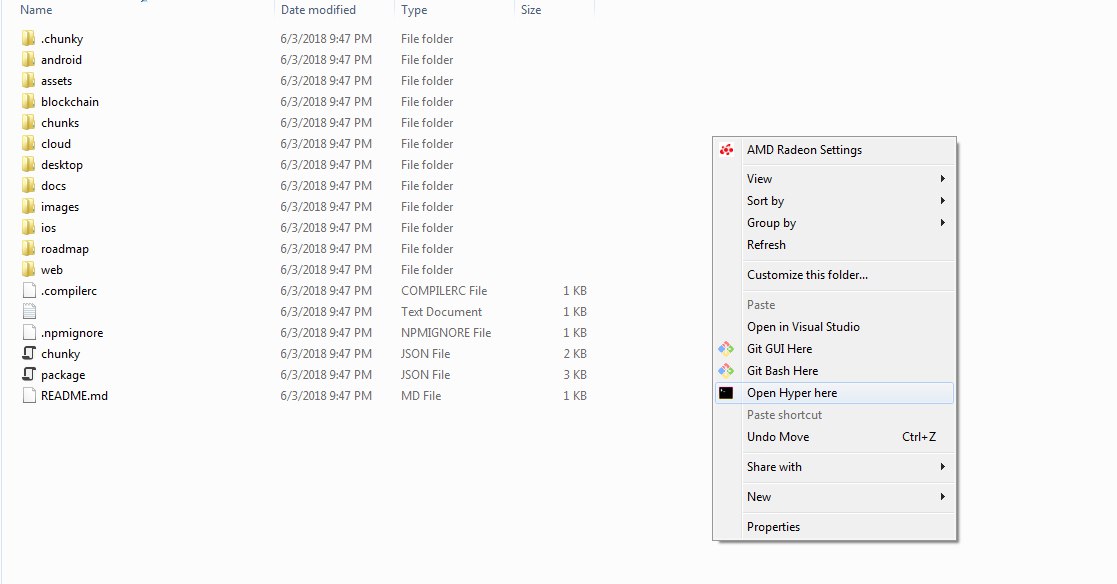 Name Date modified Type Size
.chunky 6/3/2018 9:47 PM File folder
android 6/3/2018 9:47 PM File folder
assets 6/3/2018 9:47 PM File folder
blockchain 6/3/2018 9:47 PM File folder
chunks 6/3/2018 9:47 PM File folder
cloud 6/3/2018 9:47 PM File folder
desktop 6/3/2018 9:47 PM File folder
docs 6/3/2018 9:47 PM File folder
images 6/3/2018 9:47 PM File folder
ios 6/3/2018 9:47 PM File folder
roadmap 6/3/2018 9:47 PM File folder
web 6/3/2018 9:47 PM File folder
.compilerc 6/3/2018 9:47 PM COMPILERC File 1 KB
6/3/2018 9:47 PM Text Document 1 KB
.npmignore 6/3/2018 9:47 PM NPMIGNORE File 1 KB
chunky 6/3/2018 9:47 PM JSON File 2 KB
package 6/3/2018 9:47 PM JSON File 3 KB
README.md 6/3/2018 9:47 PM MD File 1 KB
AMD Radeon Settings
View
Sort by
Group by
Refresh
Customize this folder...
Paste
Open in Visual Studio
Git GUI Here
Git Bash Here
Open Hyper here
Paste shortcut
Undo Move Ctrl+Z
Share with
New
Properties